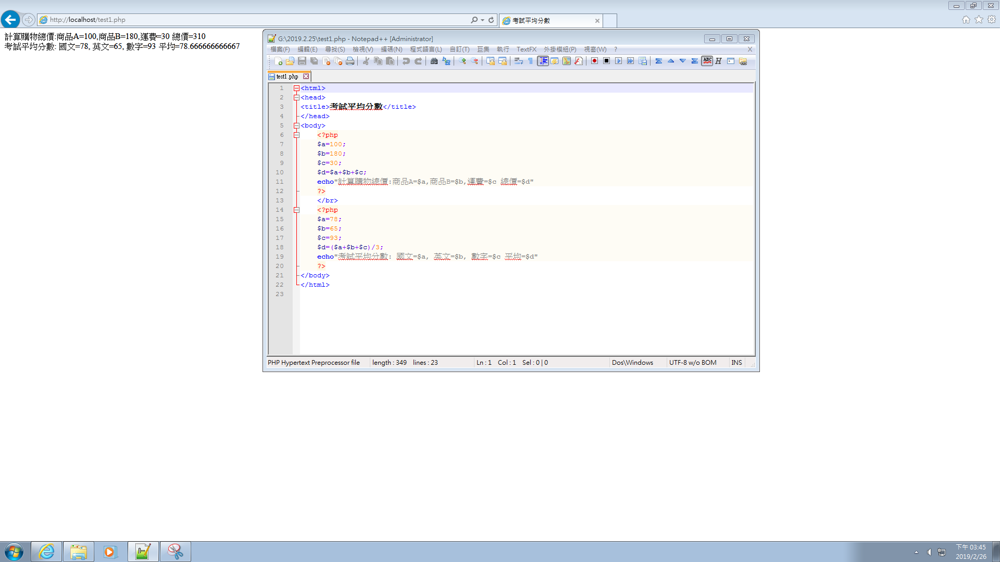 http://localhost/test1.php
考試平均分數
計算購物總價:商品A=100,商品B=180,運費=30 總價=310
考試平均分數: 國文=78, 英文=65, 數字=93 平均=78.666666666667
G:\2019.2.25\test1.php - Notepad++ [Administrator]
檔案(F) 編輯(E) 尋找(S) 檢視(V) 編碼(N) 程式語言(L) 自訂(T) 巨集 執行 TextFX 外掛模組(P) 視窗(W) ? X
test1.php
1 <html>
2 <head>
3 <title>考試平均分數</title>
4 </head>
5 <body>
6 <?php
7 $a=100;
8 $b=180;
9 $c=30;
10 $d=$a+$b+$c;
11 echo"計算購物總價:商品A=$a,商品B=$b,運費=$c 總價=$d"
12 ?>
13 </br>
14 <?php
15 $a=78;
16 $b=65;
17 $c=93;
18 $d=($a+$b+$c)/3;
19 echo"考試平均分數: 國文=$a, 英文=$b, 數字=$c 平均=$d"
20 ?>
21 </body>
22 </html>
23
PHP Hypertext Preprocessor file length : 349 lines : 23 Ln : 1 Col : 1 Sel : 0 | 0 Dos\Windows UTF-8 w/o BOM INS
下午 03:45
2019/2/26